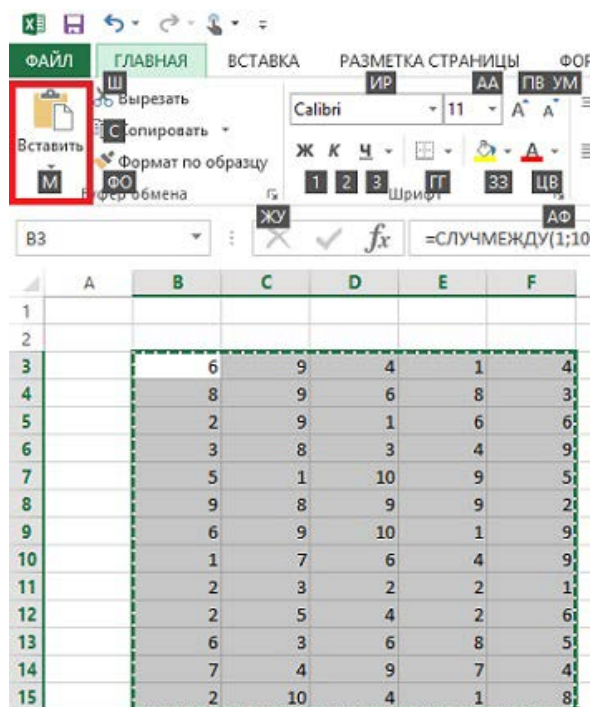 X
ФАЙЛ ГЛАВНАЯ ВСТАВКА РАЗМЕТКА СТРАНИЦЫ ФОР
Ш ИР АА ПВ УМ
Вырезать
Calibri 11 A A
С опировать
Вставить
Формат по образцу
Ж К Ч А
М ФО 1 2 3 ГГ ЗЗ ЦВ
Буфер обмена Шрифт
ЖУ АФ
B3 fx =СЛУЧМЕЖДУ(1;10
A B C D E F
1
2
3 6 9 4 1 4
4 8 9 6 8 3
5 2 9 1 6 6
6 3 8 3 4 9
7 5 1 10 9 5
8 9 8 9 9 2
9 6 9 10 1 9
10 1 7 6 4 9
11 2 3 2 2 1
12 2 5 4 2 6
13 6 3 6 8 5
14 7 4 9 7 4
15 2 10 4 1 8